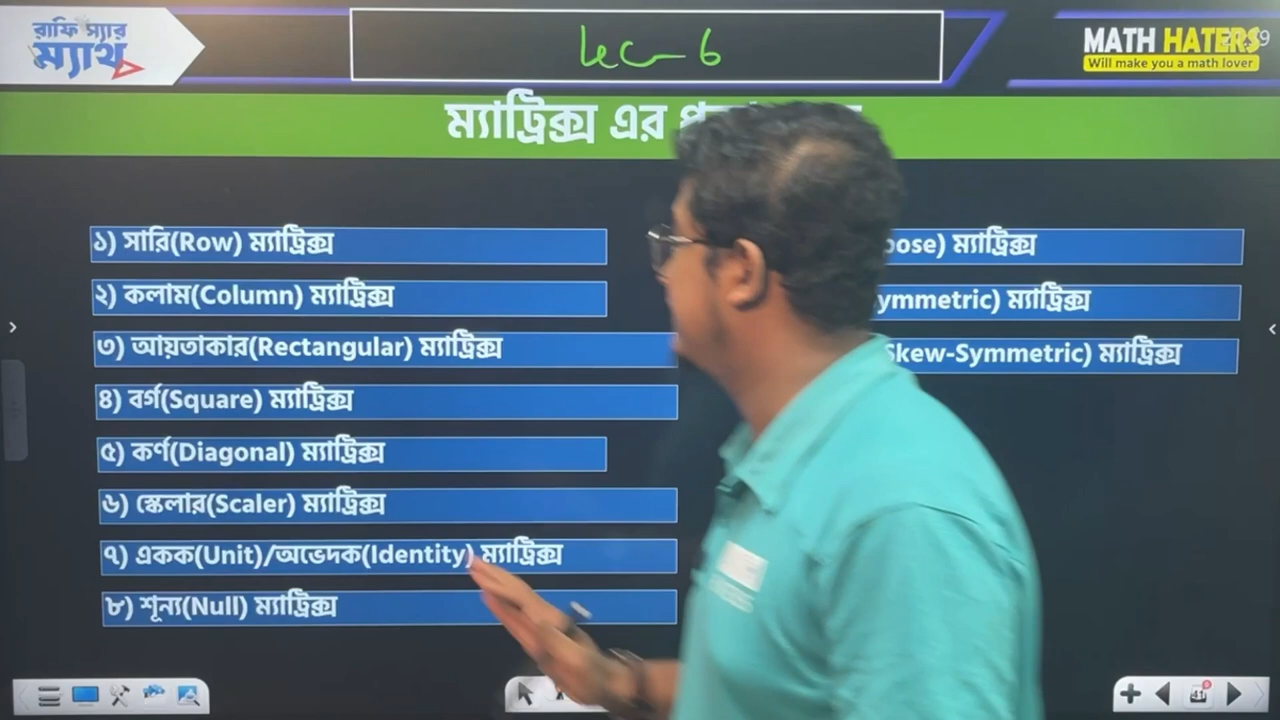 রাফি স্যার
ম্যাথ
Lec-6
MATH HATERS
Will make you a math lover
ম্যাট্রিক্স এর
১) সারি(Row) ম্যাট্রিক্স
২) কলাম(Column) ম্যাট্রিক্স
৩) আয়তাকার(Rectangular) ম্যাট্রিক্স
৪) বর্গ(Square) ম্যাট্রিক্স
৫) কর্ণ(Diagonal) ম্যাট্রিক্স
৬) স্কেলার(Scaler) ম্যাট্রিক্স
৭) একক(Unit)/অভেদক(Identity) ম্যাট্রিক্স
৮) শূন্য(Null) ম্যাট্রিক্স
pose) ম্যাট্রিক্স
ymmetric) ম্যাট্রিক্স
Skew-Symmetric) ম্যাট্রিক্স